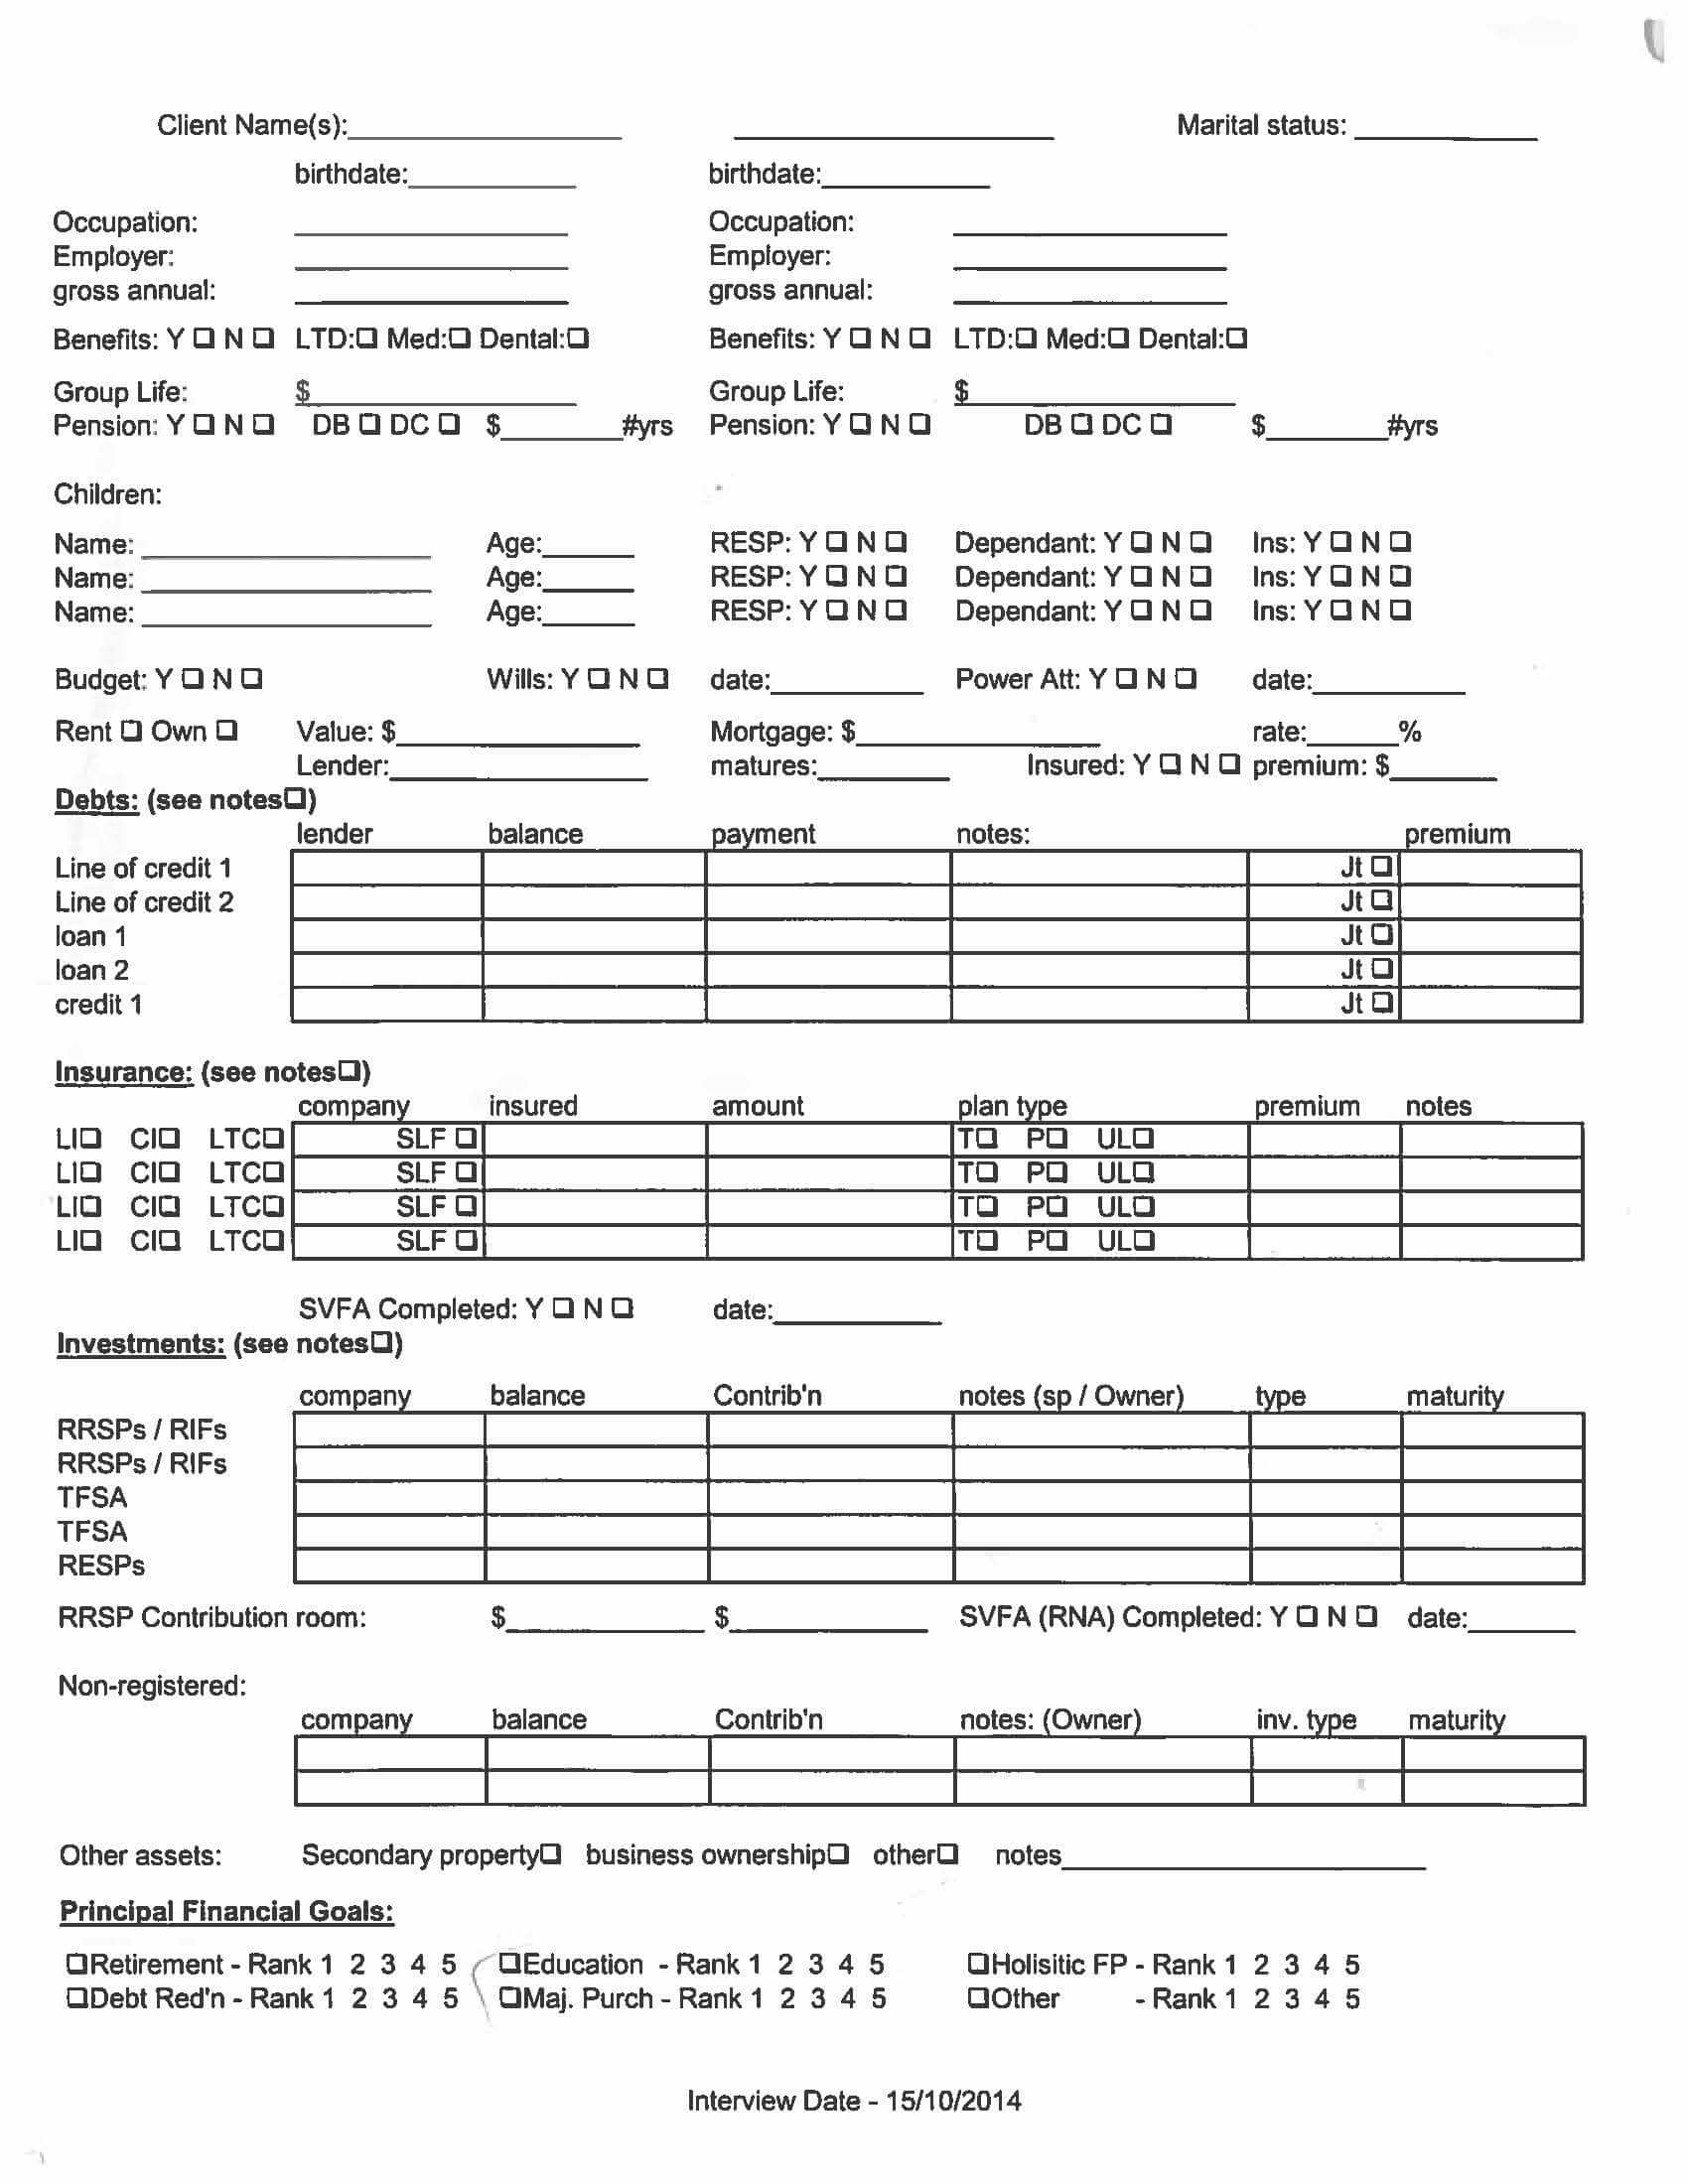 Client Name(s):________________ ________________ Marital status: ________
birthdate:________ birthdate:________
Occupation: ________________ Occupation: ________________
Employer: ________________ Employer: ________________
gross annual: ________________ gross annual: ________________
Benefits: Y ☐ N ☐ LTD:☐ Med:☐ Dental:☐ Benefits: Y ☐ N ☐ LTD:☐ Med:☐ Dental:☐
Group Life: $________________ Group Life: $________________
Pension: Y ☐ N ☐ DB ☐ DC ☐ $_______#yrs Pension: Y ☐ N ☐ DB ☐ DC ☐ $_______#yrs
Children:
Name: ________________ Age:_____ RESP: Y ☐ N ☐ Dependant: Y ☐ N ☐ Ins: Y ☐ N ☐
Name: ________________ Age:_____ RESP: Y ☐ N ☐ Dependant: Y ☐ N ☐ Ins: Y ☐ N ☐
Name: ________________ Age:_____ RESP: Y ☐ N ☐ Dependant: Y ☐ N ☐ Ins: Y ☐ N ☐
Budget: Y ☐ N ☐ Wills: Y ☐ N ☐ date:________ Power Att: Y ☐ N ☐ date:________
Rent ☐ Own ☐ Value: $______________ Mortgage: $______________ rate:_____%
Lender:______________ matures:_______ Insured: Y ☐ N ☐ premium: $______
Debts: (see notes☐)
lender balance payment notes: premium
Line of credit 1 Jt ☐
Line of credit 2 Jt ☐
loan 1 Jt ☐
loan 2 Jt ☐
credit 1 Jt ☐
Insurance: (see notes☐)
company insured amount plan type premium notes
LI☐ CI☐ LTC☐ SLF ☐ T☐ P☐ UL☐
LI☐ CI☐ LTC☐ SLF ☐ T☐ P☐ UL☐
LI☐ CI☐ LTC☐ SLF ☐ T☐ P☐ UL☐
LI☐ CI☐ LTC☐ SLF ☐ T☐ P☐ UL☐
SVFA Completed: Y ☐ N ☐ date:_________
Investments: (see notes☐)
company balance Contrib'n notes (sp / Owner) type maturity
RRSPs / RIFs
RRSPs / RIFs
TFSA
TFSA
RESPs
RRSP Contribution room: $___________ $___________ SVFA (RNA) Completed: Y ☐ N ☐ date:______
Non-registered:
company balance Contrib'n notes: (Owner) inv. type maturity
Other assets: Secondary property☐ business ownership☐ other☐ notes____________________
Principal Financial Goals:
☐Retirement - Rank 1 2 3 4 5 ☐Education - Rank 1 2 3 4 5 ☐Holisitic FP - Rank 1 2 3 4 5
☐Debt Red'n - Rank 1 2 3 4 5 ☐Maj. Purch - Rank 1 2 3 4 5 ☐Other - Rank 1 2 3 4 5
Interview Date - 15/10/2014